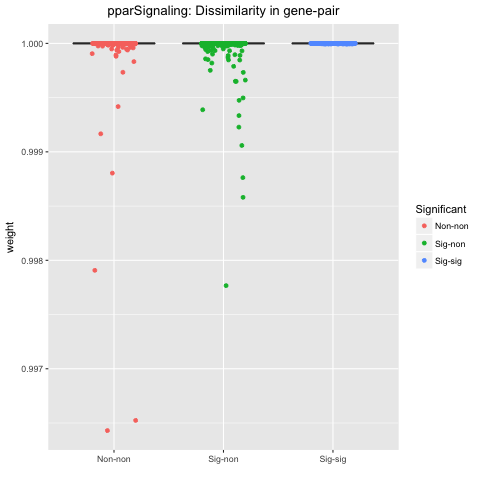 pparSignaling: Dissimilarity in gene-pair
1.000
0.999
0.998
0.997
weight
Non-non
Sig-non
Sig-sig
Significant
Non-non
Sig-non
Sig-sig